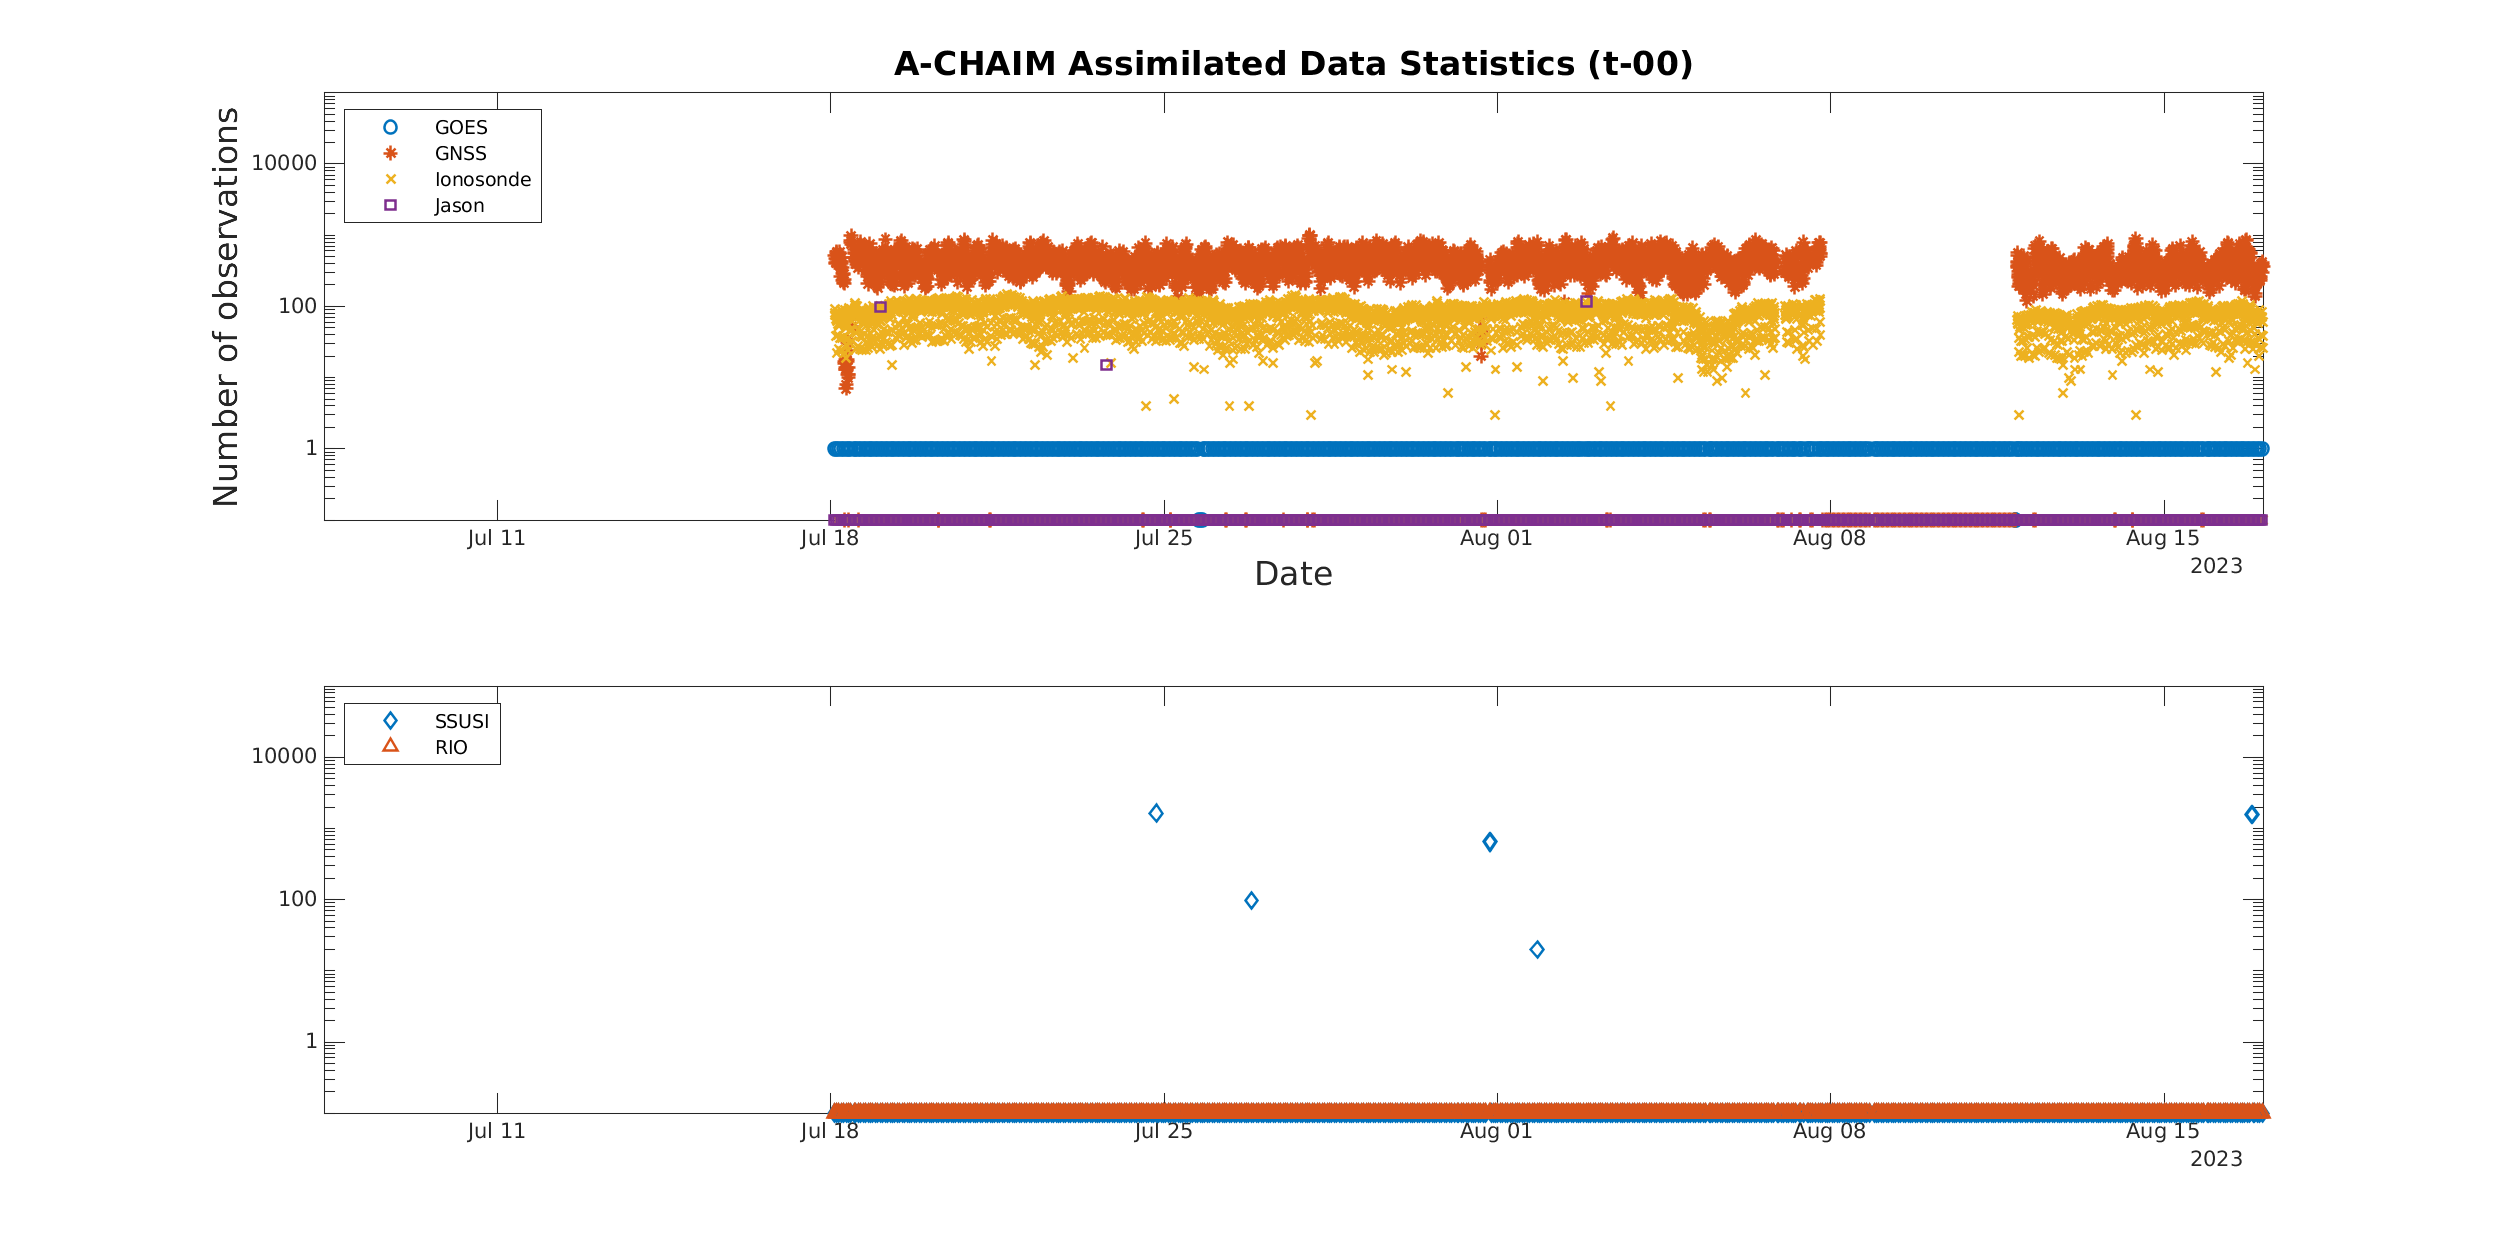 A-CHAIM Assimilated Data Statistics (t-00)
Number of observations
10000
100
1
GOES
GNSS
Ionosonde
Jason
Jul 11
Jul 18
Jul 25
Aug 01
Aug 08
Aug 15
2023
Date
10000
100
1
SSUSI
RIO
Jul 11
Jul 18
Jul 25
Aug 01
Aug 08
Aug 15
2023